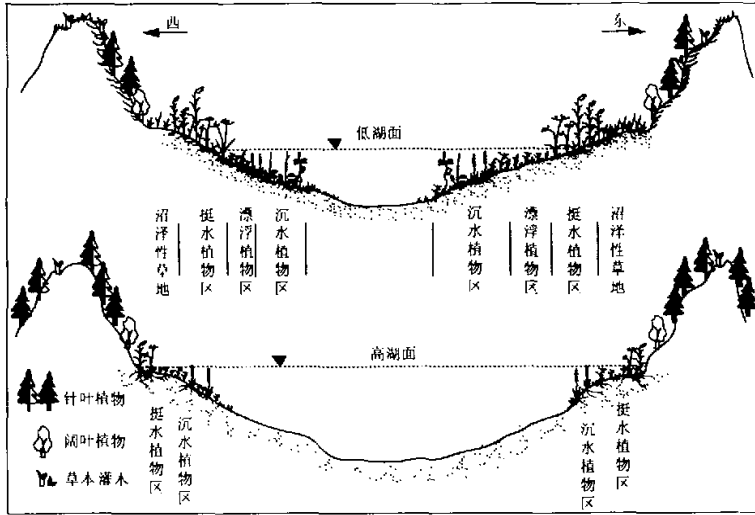 西
东
低湖面
沼泽性草地
挺水植物区
漂浮植物区
沉水植物区
沉水植物区
漂浮植物区
挺水植物区
沼泽性草地
高湖面
针叶植物
阔叶植物
草本灌木
挺水植物区
沉水植物区
沉水植物区
挺水植物区